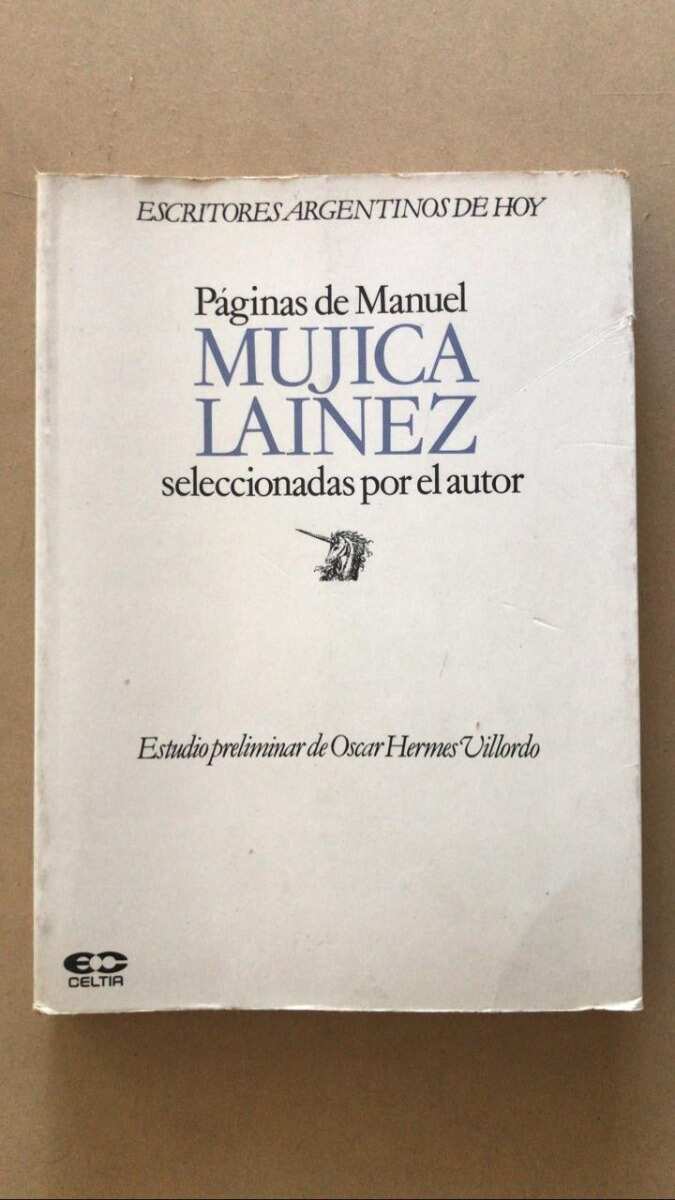 ESCRITORES ARGENTINOS DE HOY
Páginas de Manuel
MUJICA
LAINEZ
seleccionadas por el autor
Estudio preliminar de Oscar Hermes Villordo
CELTIA